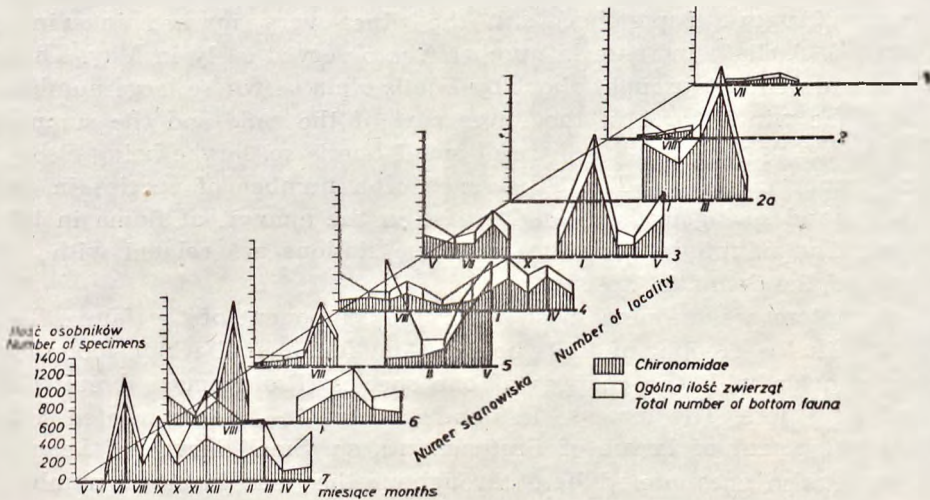 VII X
1
VIII 2
I III 2a
V VII X I V 3
VIII I IV 4
VIII II V 5
VIII I 6
Ilość osobników
Number of specimens
1400
1200
1000
800
600
400
200
0
V VI VII VIII IX X XI XII I II III IV V 7
miesiące months
Numer stanowiska Number of locality
Chironomidae
Ogólna ilość zwierząt
Total number of bottom fauna